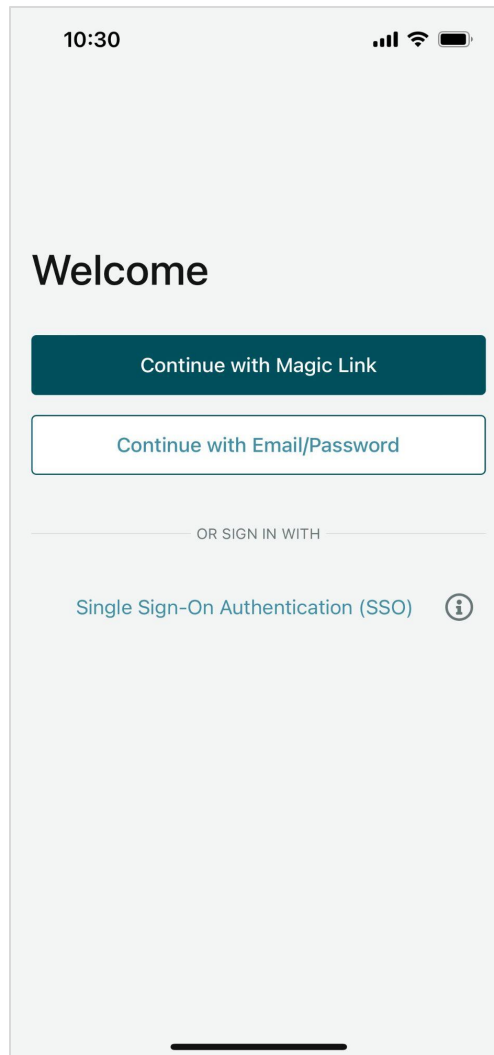 10:30
Welcome
Continue with Magic Link
Continue with Email/Password
OR SIGN IN WITH
Single Sign-On Authentication (SSO)